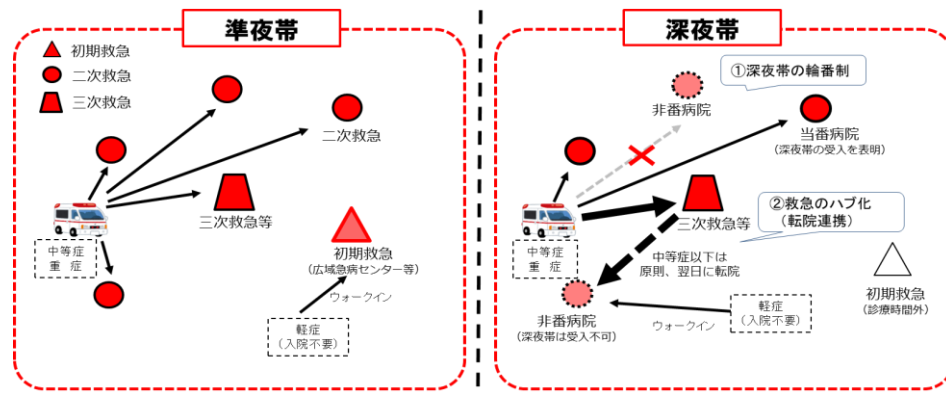 準夜帯
初期救急
二次救急
三次救急
二次救急
三次救急等
中等症
重 症
初期救急
（広域急病センター等）
ウォークイン
軽症
（入院不要）
深夜帯
①深夜帯の輪番制
非番病院
当番病院
（深夜帯の受入を表明）
三次救急等
②救急のハブ化
（転院連携）
中等症
重 症
中等症以下は
原則、翌日に転院
初期救急
（診療時間外）
非番病院
（深夜帯は受入不可）
ウォークイン
軽症
（入院不要）